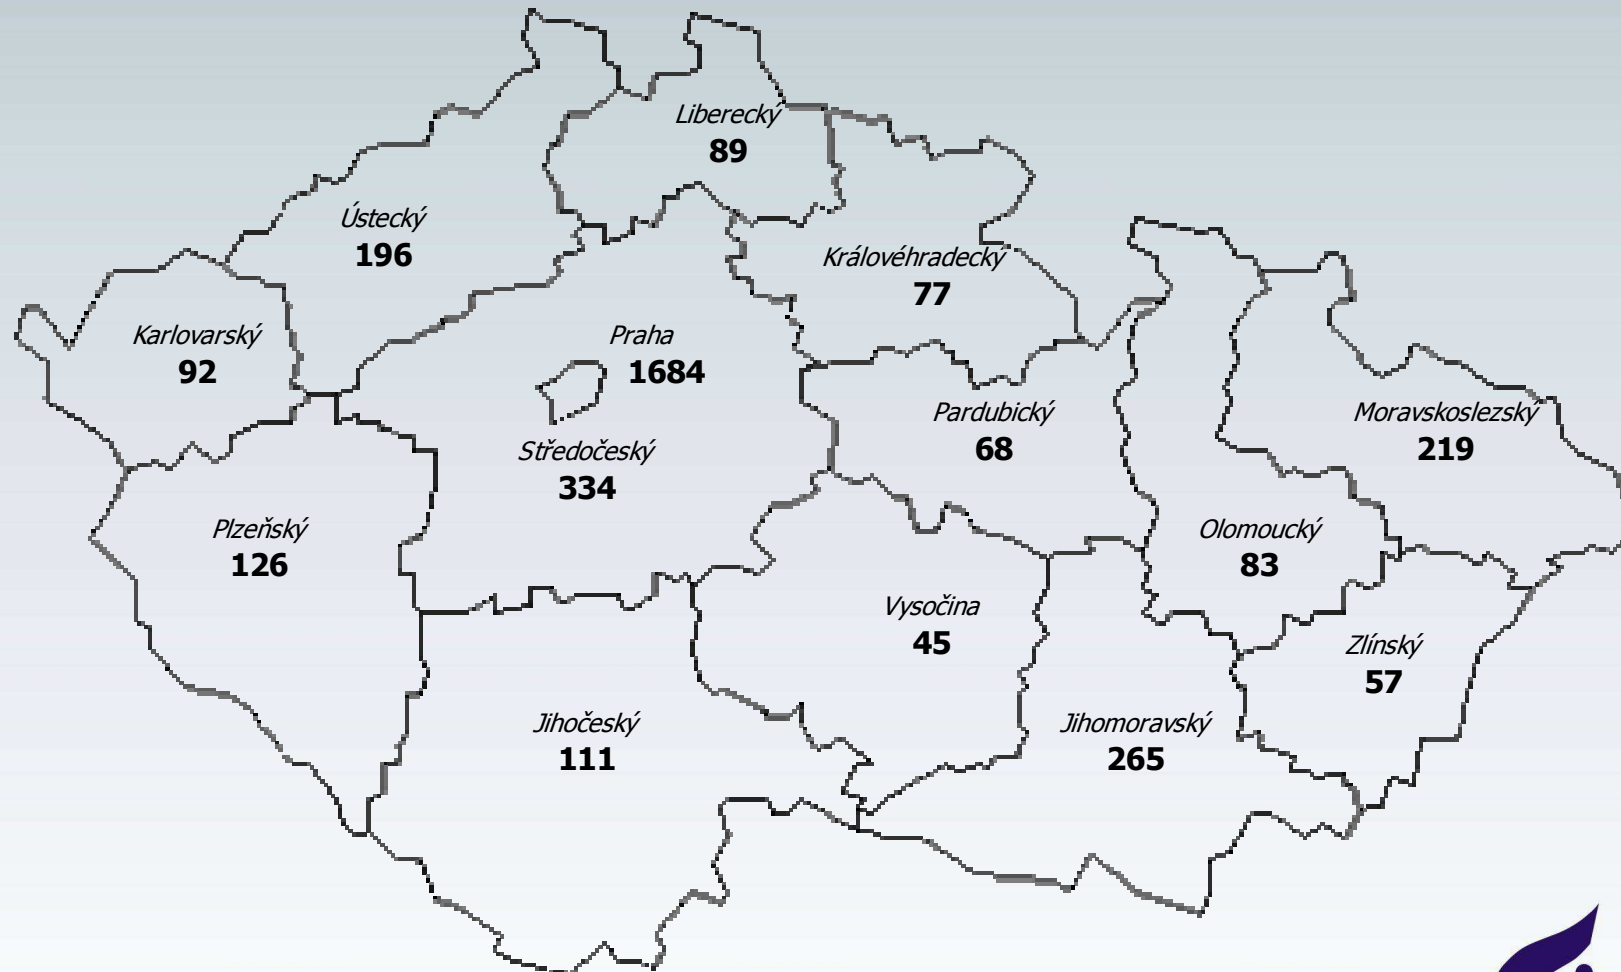 Liberecký
89
Ústecký
196
Královéhradecký
77
Karlovarský
92
Praha
1684
Pardubický
68
Moravskoslezský
219
Středočeský
334
Plzeňský
126
Olomoucký
83
Vysočina
45
Zlínský
57
Jihočeský
111
Jihomoravský
265